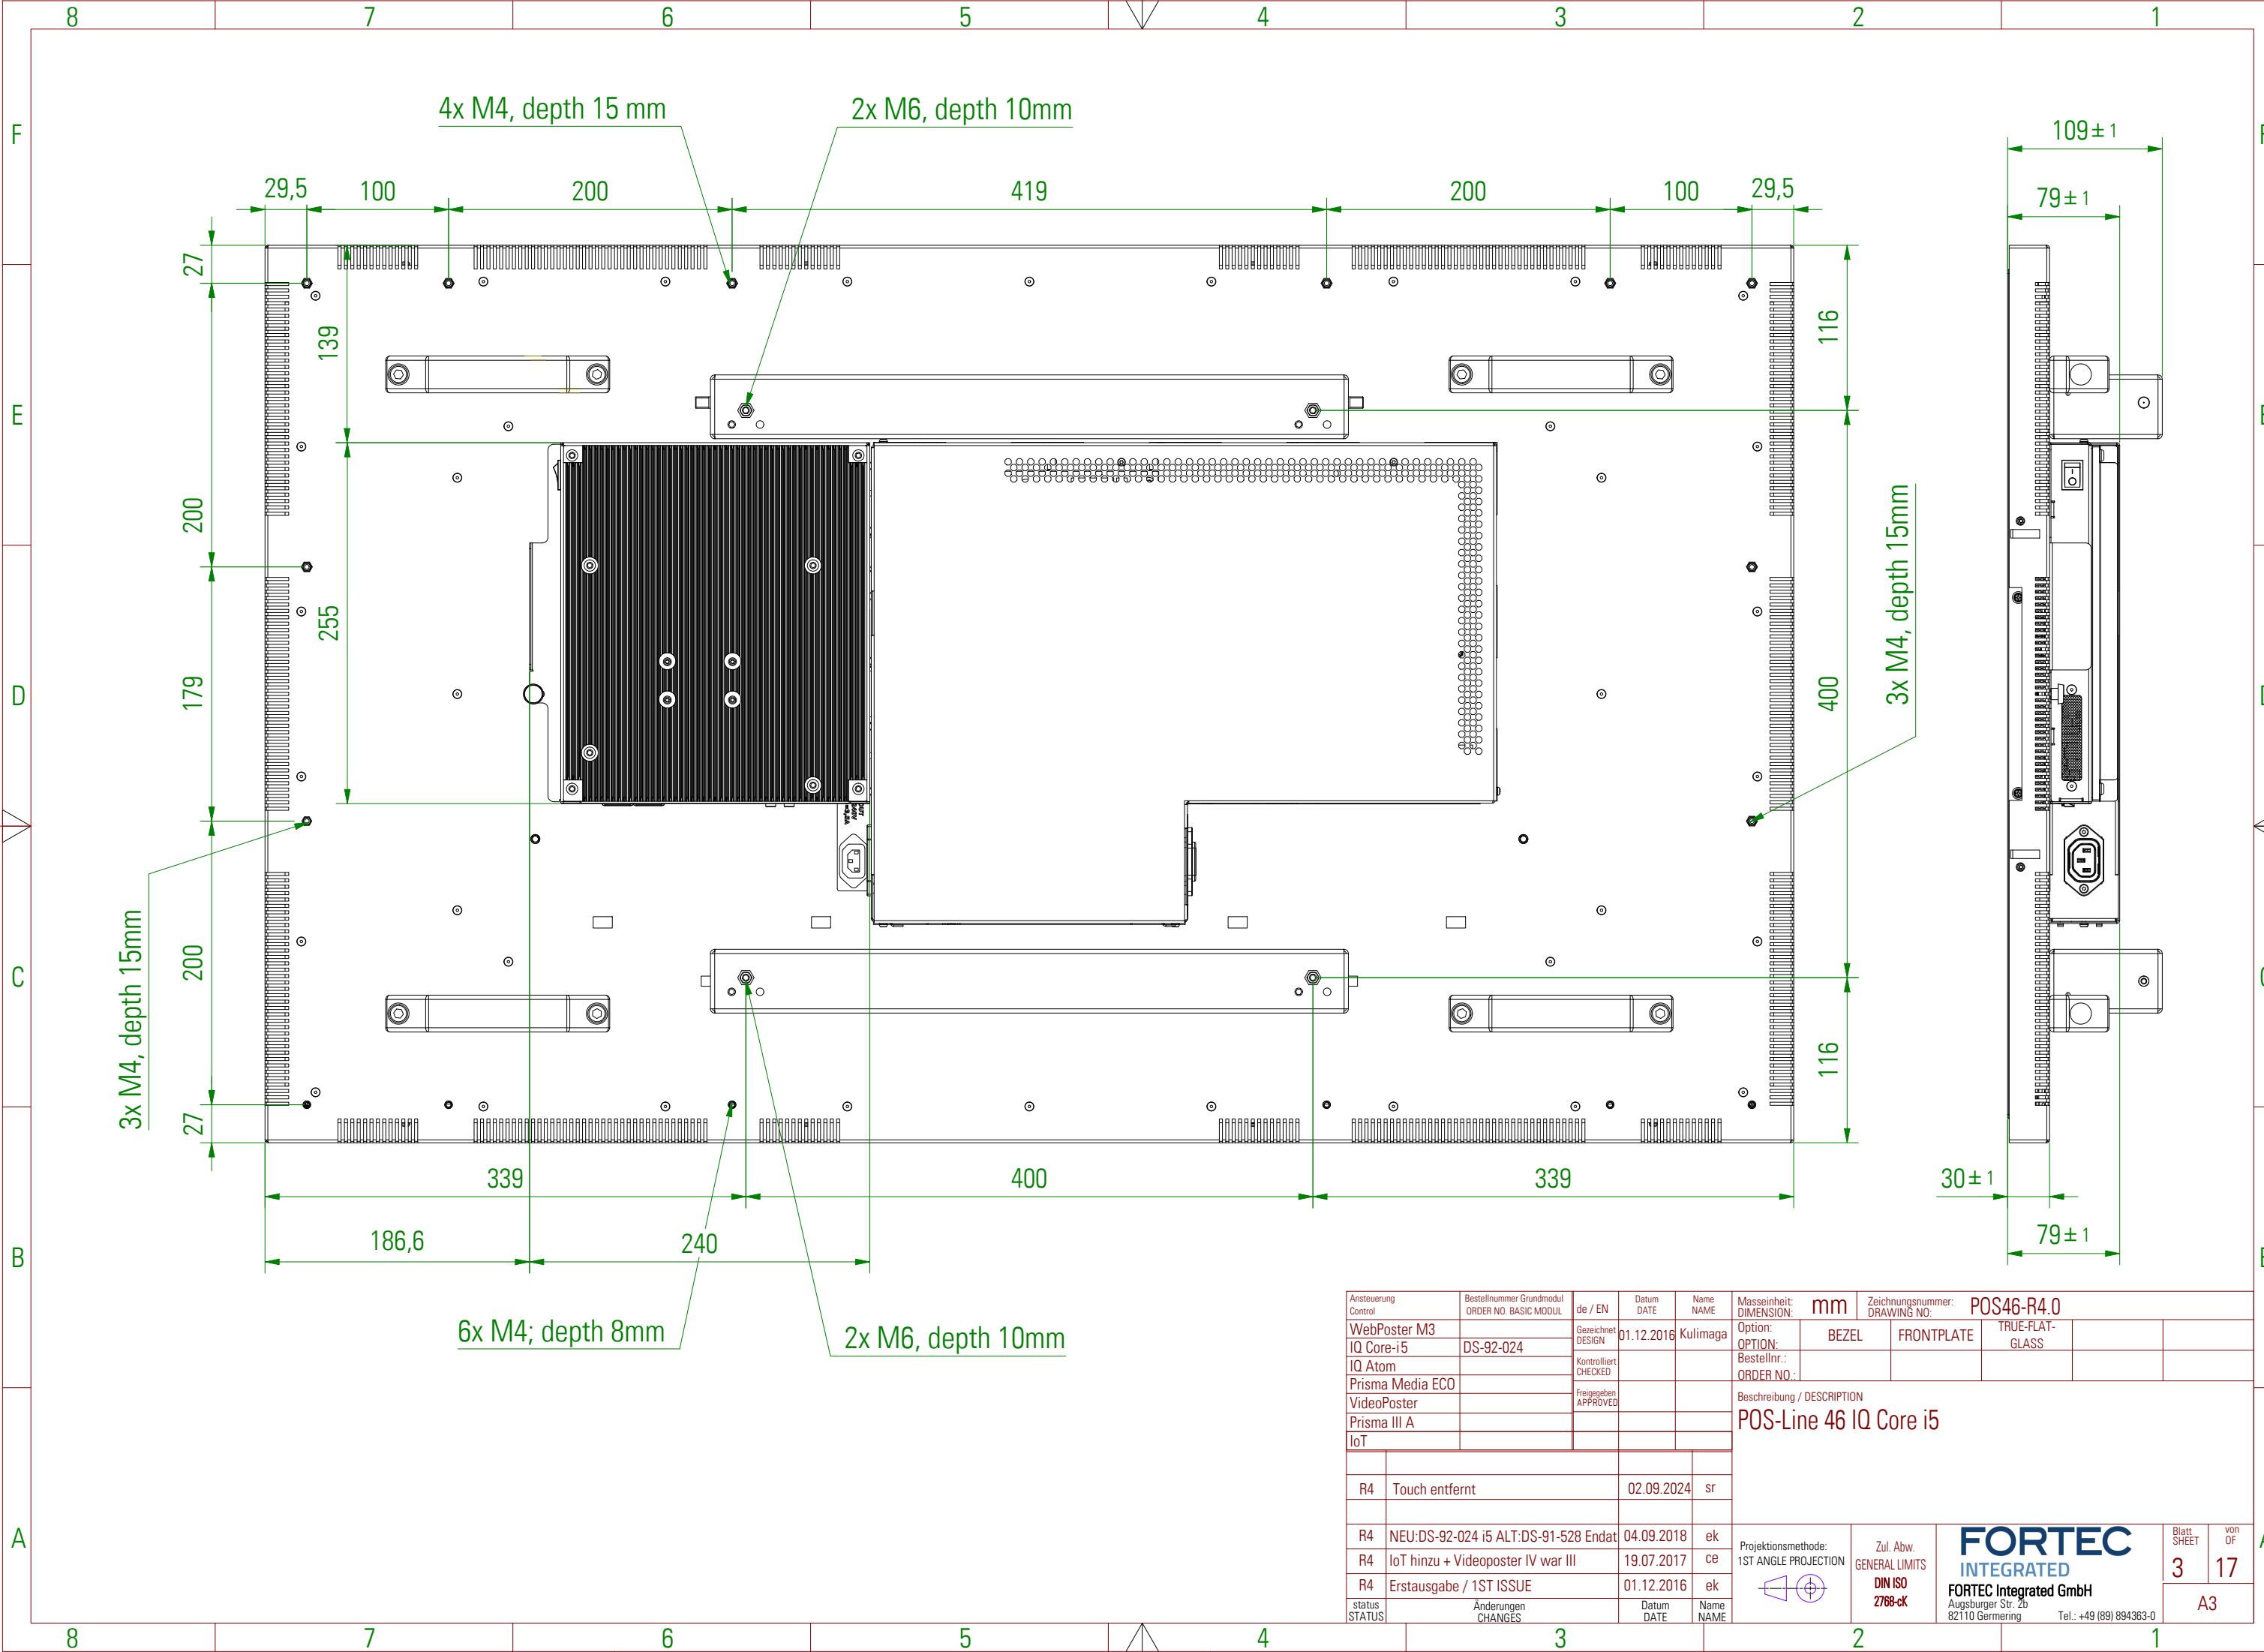 8 7 6 5 4 3 2 1
4x M4, depth 15 mm
2x M6, depth 10mm
F
109± 1
29,5 100 200 419 200 100 29,5
79± 1
27
139
116
E
200
255
3x M4, depth 15mm
D
179
400
C
200
3x M4, depth 15mm
116
27
339 400 339
30± 1
186,6 240
79± 1
B
6x M4; depth 8mm
2x M6, depth 10mm
Ansteuerung
Control
Bestellnummer Grundmodul
ORDER NO. BASIC MODUL
de / EN
Datum
DATE
Name
NAME
Masseinheit:
DIMENSION:
mm
Zeichnungsnummer:
DRAWING NO:
POS46-R4.0
WebPoster M3
IQ Core-i5 DS-92-024
IQ Atom
Prisma Media ECO
VideoPoster
Prisma III A
IoT
Gezeichnet
DESIGN
01.12.2016 Kulimaga
Kontrolliert
CHECKED
Freigegeben
APPROVED
Option:
OPTION:
BEZEL
FRONTPLATE
TRUE-FLAT-
GLASS
Bestellnr.:
ORDER NO.:
Beschreibung / DESCRIPTION
POS-Line 46 IQ Core i5
R4 Touch entfernt 02.09.2024 sr
R4 NEU:DS-92-024 i5 ALT:DS-91-528 Endat 04.09.2018 ek
R4 IoT hinzu + Videoposter IV war III 19.07.2017 ce
R4 Erstausgabe / 1ST ISSUE 01.12.2016 ek
status
STATUS
Änderungen
CHANGES
Datum
DATE
Name
NAME
Projektionsmethode:
1ST ANGLE PROJECTION
Zul. Abw.
GENERAL LIMITS
DIN ISO
2768-cK
FORTEC
INTEGRATED
FORTEC Integrated GmbH
Augsburger Str. 2b
82110 Germering Tel.: +49 (89) 894363-0
Blatt
SHEET
3
von
OF
17
A3
A
8 7 6 5 4 3 2 1